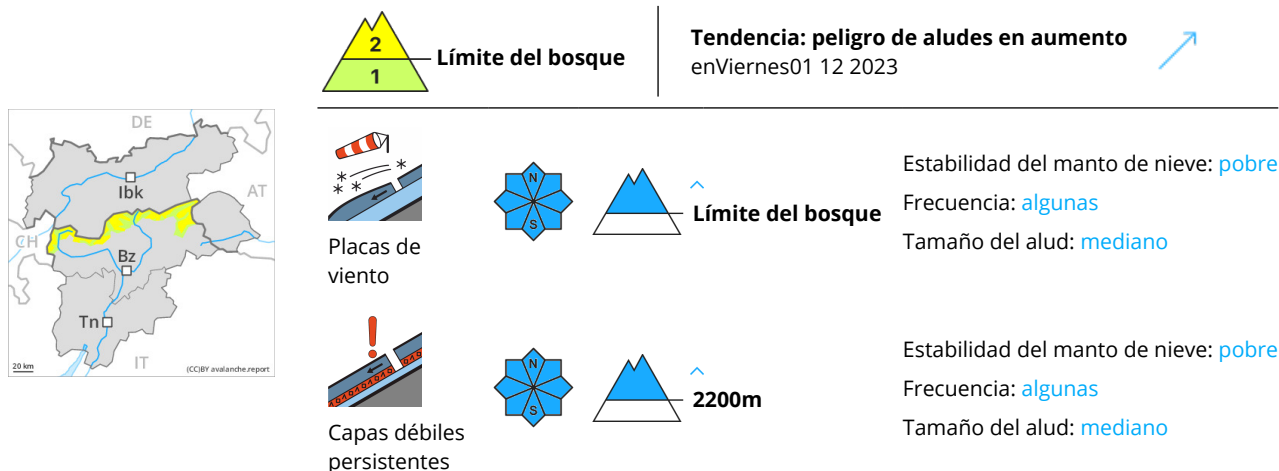 2
1
Límite del bosque
Tendencia: peligro de aludes en aumento
enViernes01 12 2023
DE
Ibk
AT
CH
Bz
Tn
IT
20 km
(CC)BY avalanche.report
Placas de
viento
N
S
Límite del bosque
Estabilidad del manto de nieve: pobre
Frecuencia: algunas
Tamaño del alud: mediano
Capas débiles
persistentes
N
S
2200m
Estabilidad del manto de nieve: pobre
Frecuencia: algunas
Tamaño del alud: mediano